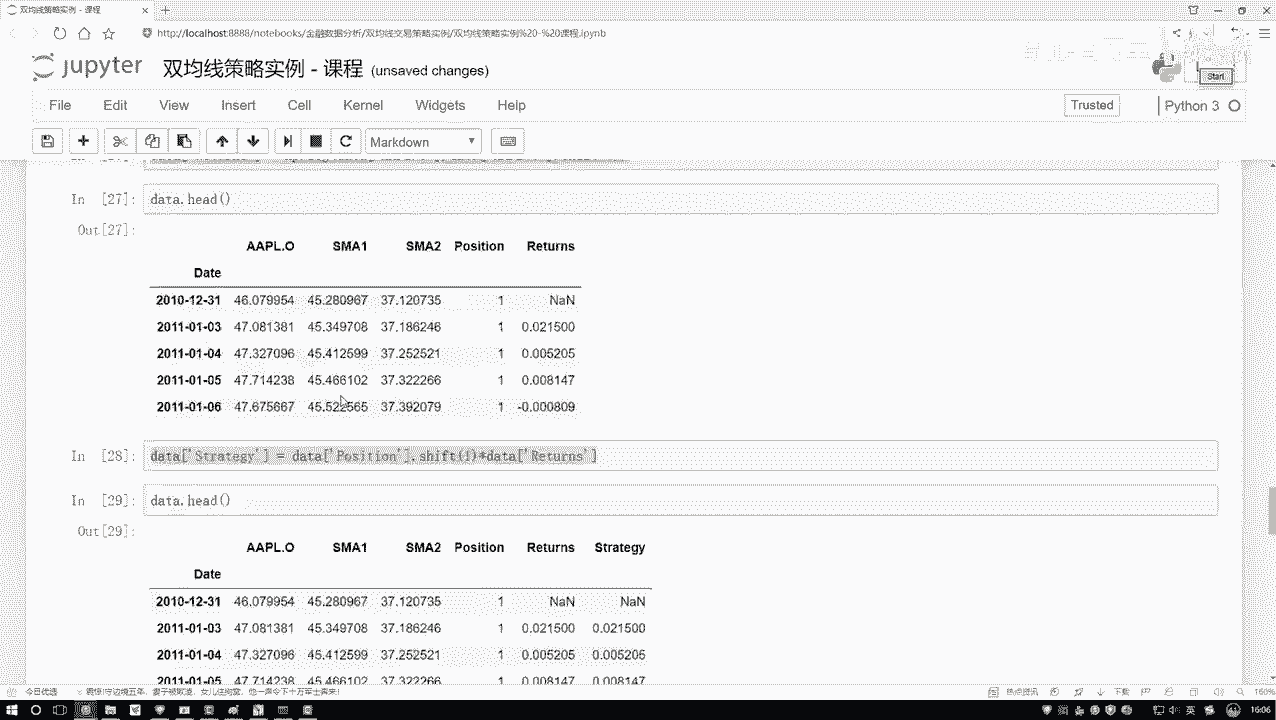 双均线策略实例 - 课程
http://localhost:8888/notebooks/金融数据分析/双均线交易策略实例/双均线策略实例%20-%20课程.ipynb
jupyter 双均线策略实例 - 课程 (unsaved changes)
Start
File Edit View Insert Cell Kernel Widgets Help
Trusted Python 3
Markdown
In [27]: data.head()
Out[27]:
AAPL.O SMA1 SMA2 Position Returns
Date
2010-12-31 46.079954 45.280967 37.120735 1 NaN
2011-01-03 47.081381 45.349708 37.186246 1 0.021500
2011-01-04 47.327096 45.412599 37.252521 1 0.005205
2011-01-05 47.714238 45.466102 37.322266 1 0.008147
2011-01-06 47.675667 45.522565 37.392079 1 -0.000809
In [28]: data['Strategy'] = data['Position'].shift(1)*data['Returns']
In [29]: data.head()
Out[29]:
AAPL.O SMA1 SMA2 Position Returns Strategy
Date
2010-12-31 46.079954 45.280967 37.120735 1 NaN NaN
2011-01-03 47.081381 45.349708 37.186246 1 0.021500 0.021500
2011-01-04 47.327096 45.412599 37.252521 1 0.005205 0.005205
2011-01-05 47.714238 45.466102 37.322266 1 0.008147 0.008147
今日优选
热点资讯 下载 160%
英 16:06